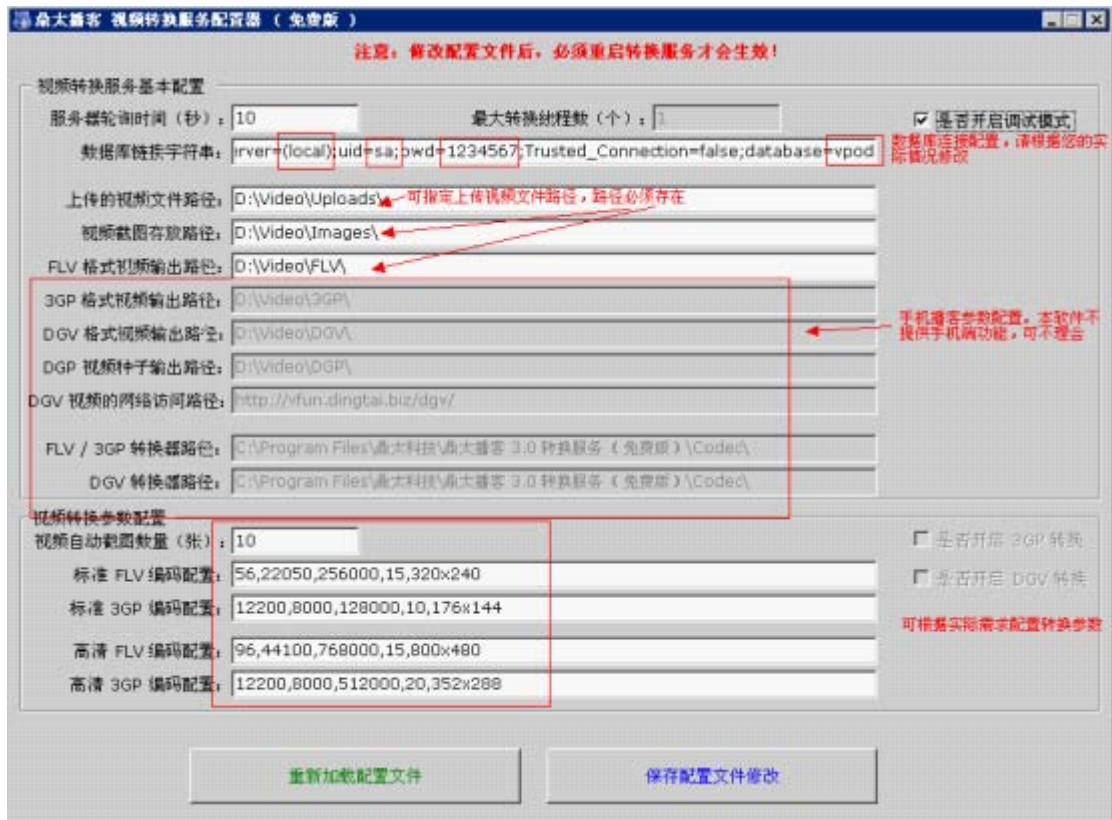 鼎太播客 视频转换服务配置器 ( 免费版 )
注意: 修改配置文件后, 必须重启转换服务才会生效!
视频转换服务基本配置
服务器轮询时间 (秒) : 10 最大转换线程数 (个) : 1 是否开启调试模式
数据库链接字符串: rver=(local);uid=sa;pwd=1234567;Trusted_Connection=false;database=vpod
数据库连接配置,请根据您的实
际情况修改
上传的视频文件路径: D:\Video\Uploads\ 可指定上传视频文件路径,路径必须存在
视频截图存放路径: D:\Video\Images\
FLV 格式视频输出路径: D:\Video\FLV\
3GP 格式视频输出路径: D:\Video\3GP\
手机播客参数配置。本软件不
提供手机端功能,可不理会
DGV 格式视频输出路径: D:\Video\DGV\
DGP 视频种子输出路径: D:\Video\DGP\
DGV 视频的网络访问路径: http://vfun.dingtai.biz/dgv/
FLV / 3GP 转换器路径: C:\Program Files\鼎太科技\鼎太播客 3.0 转换服务 ( 免费版 )\Codec\
DGV 转换器路径: C:\Program Files\鼎太科技\鼎太播客 3.0 转换服务 ( 免费版 )\Codec\
视频转换参数配置
视频自动截图数量 (张) : 10 是否开启 3GP 转换
标准 FLV 编码配置: 56,22050,256000,15,320x240 是否开启 DGV 转换
标准 3GP 编码配置: 12200,8000,128000,10,176x144
可根据实际需求配置转换参数
高清 FLV 编码配置: 96,44100,768000,15,800x480
高清 3GP 编码配置: 12200,8000,512000,20,352x288
重新加载配置文件 保存配置文件修改